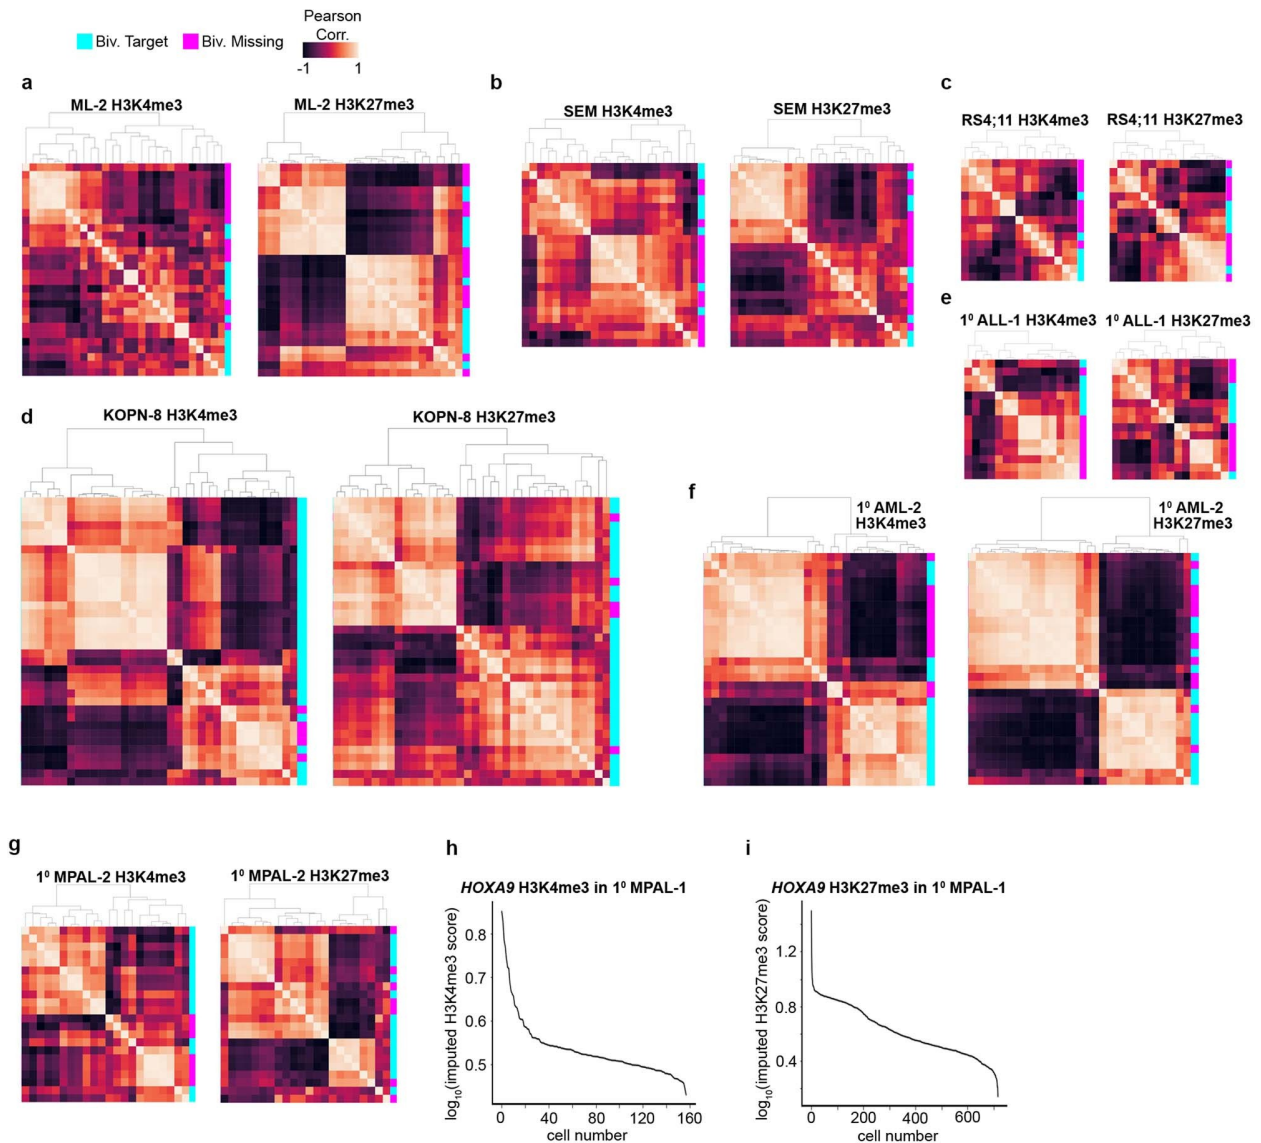 Pearson
Corr.
Biv. Target
Biv. Missing
-1
1
a
ML-2 H3K4me3
ML-2 H3K27me3
b
SEM H3K4me3
SEM H3K27me3
c
RS4;11 H3K4me3
RS4;11 H3K27me3
e
1⁰ ALL-1 H3K4me3
1⁰ ALL-1 H3K27me3
d
KOPN-8 H3K4me3
KOPN-8 H3K27me3
f
1⁰ AML-2
H3K4me3
1⁰ AML-2
H3K27me3
g
1⁰ MPAL-2 H3K4me3
1⁰ MPAL-2 H3K27me3
h
HOXA9 H3K4me3 in 1⁰ MPAL-1
log₁₀(imputed H3K4me3 score)
0.8
0.7
0.6
0.5
0 40 80 120 160
cell number
i
HOXA9 H3K27me3 in 1⁰ MPAL-1
log₁₀(imputed H3K27me3 score)
1.2
0.8
0.4
0 200 400 600
cell number